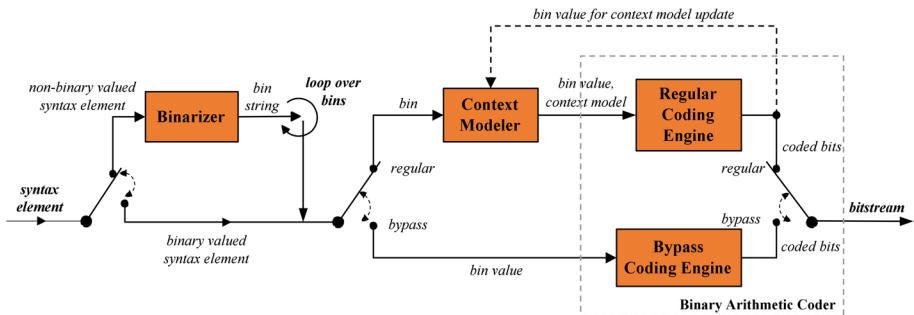 bin value for context model update
non-binary valued
syntax element
bin
string
loop over
bins
Binarizer
bin
Context
Modeler
bin value,
context model
Regular
Coding
Engine
coded bits
regular
regular
syntax
element
bypass
bypass
bitstream
binary valued
syntax element
bin value
Bypass
Coding Engine
coded bits
Binary Arithmetic Coder